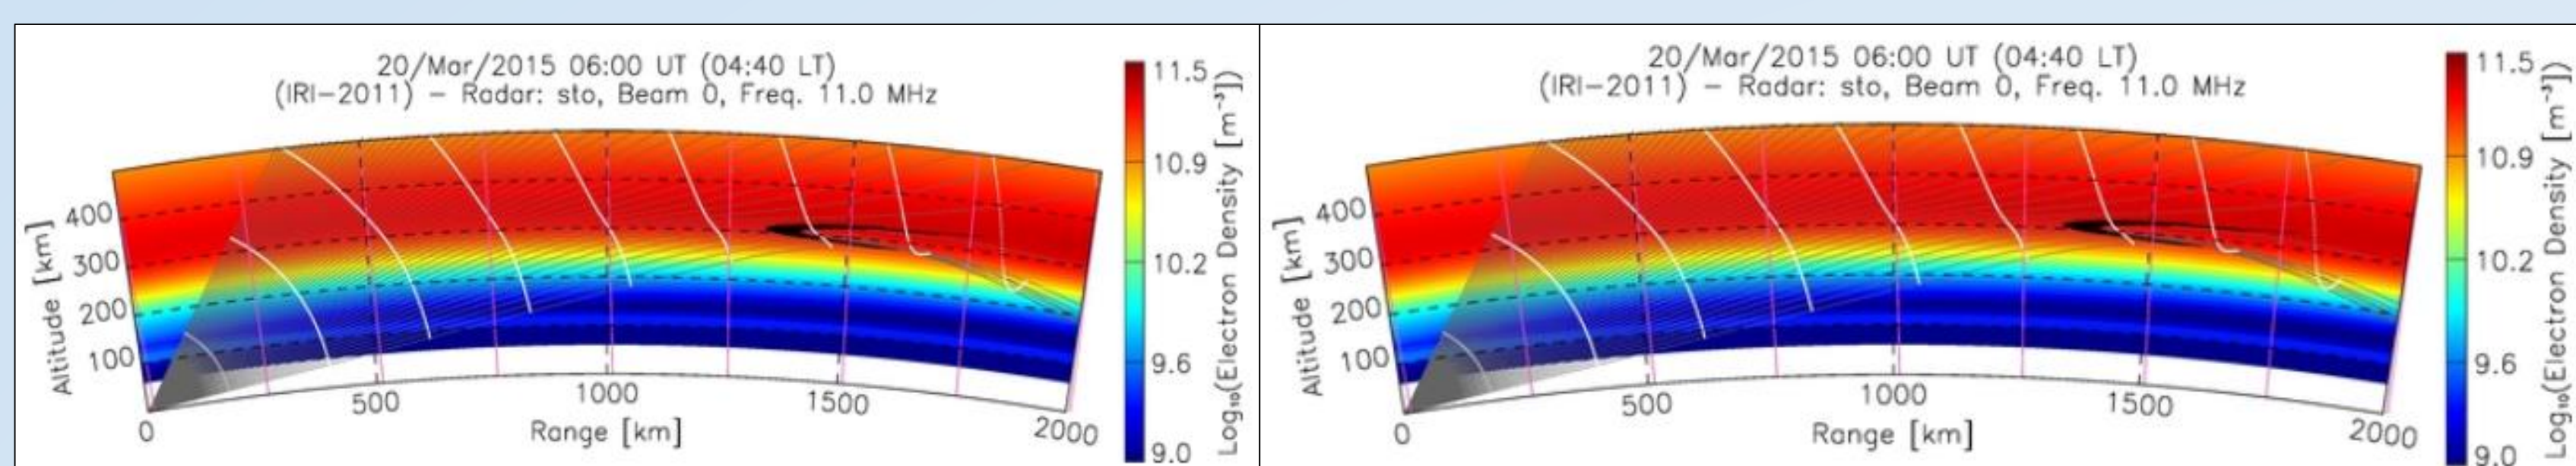 20/Mar/2015 06:00 UT (04:40 LT)
(IRI-2011) - Radar: sto, Beam 0, Freq. 11.0 MHz
Altitude [km]
400
300
200
100
0
500
1000
1500
2000
Range [km]
11.5
10.9
10.2
9.6
9.0
Log₁₀(Electron Density [m⁻³])
20/Mar/2015 06:00 UT (04:40 LT)
(IRI-2011) - Radar: sto, Beam 0, Freq. 11.0 MHz
Altitude [km]
400
300
200
100
0
500
1000
1500
2000
Range [km]
11.5
10.9
10.2
9.6
9.0
Log₁₀(Electron Density [m⁻³])